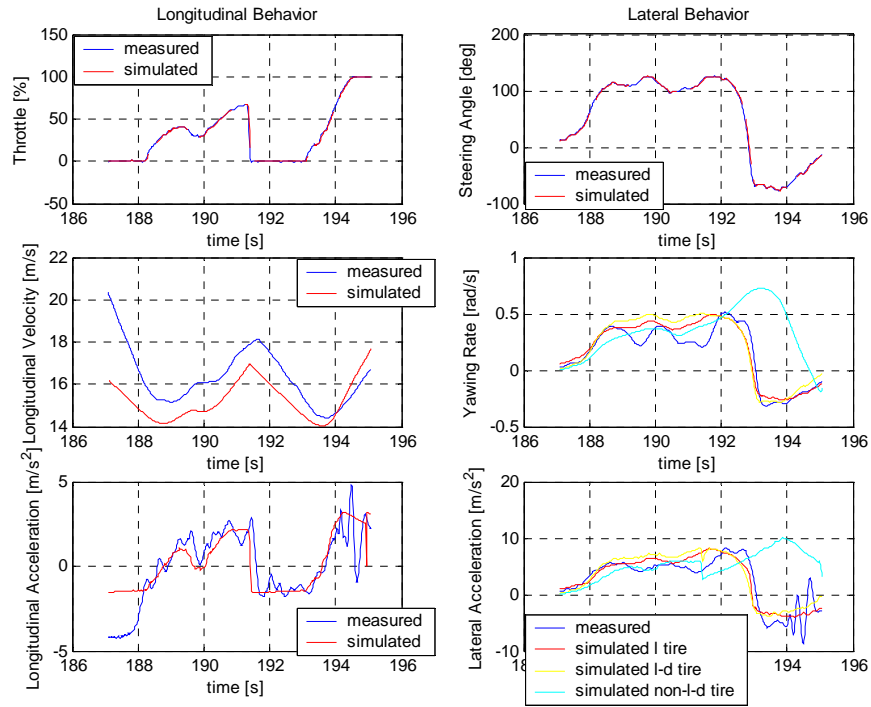 Longitudinal Behavior
150
100
50
0
-50
186
188
190
192
194
196
Throttle [%]
time [s]
measured
simulated
Lateral Behavior
200
100
0
-100
186
188
190
192
194
196
Steering Angle [deg]
time [s]
measured
simulated
22
20
18
16
14
186
188
190
192
194
196
Longitudinal Velocity [m/s]
time [s]
measured
simulated
1
0.5
0
-0.5
186
188
190
192
194
196
Yawing Rate [rad/s]
time [s]
5
0
-5
186
188
190
192
194
196
Longitudinal Acceleration [m/s²]
time [s]
measured
simulated
20
10
0
-10
186
192
194
196
Lateral Acceleration [m/s²]
measured
simulated l tire
simulated l-d tire
simulated non-l-d tire